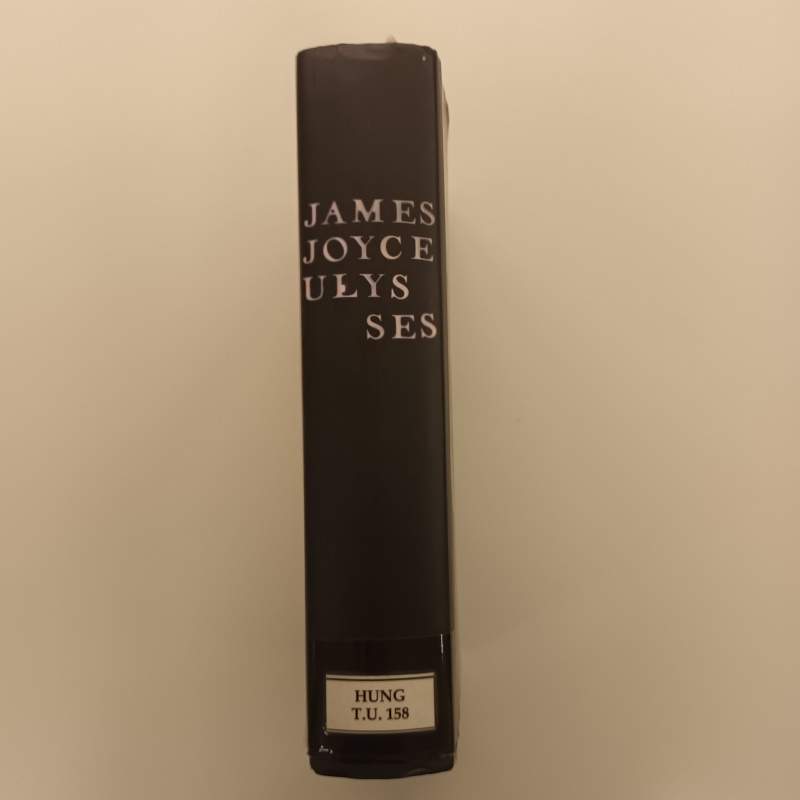 JAMES
JOYCE
ULYS
SES
HUNG
T.U. 158